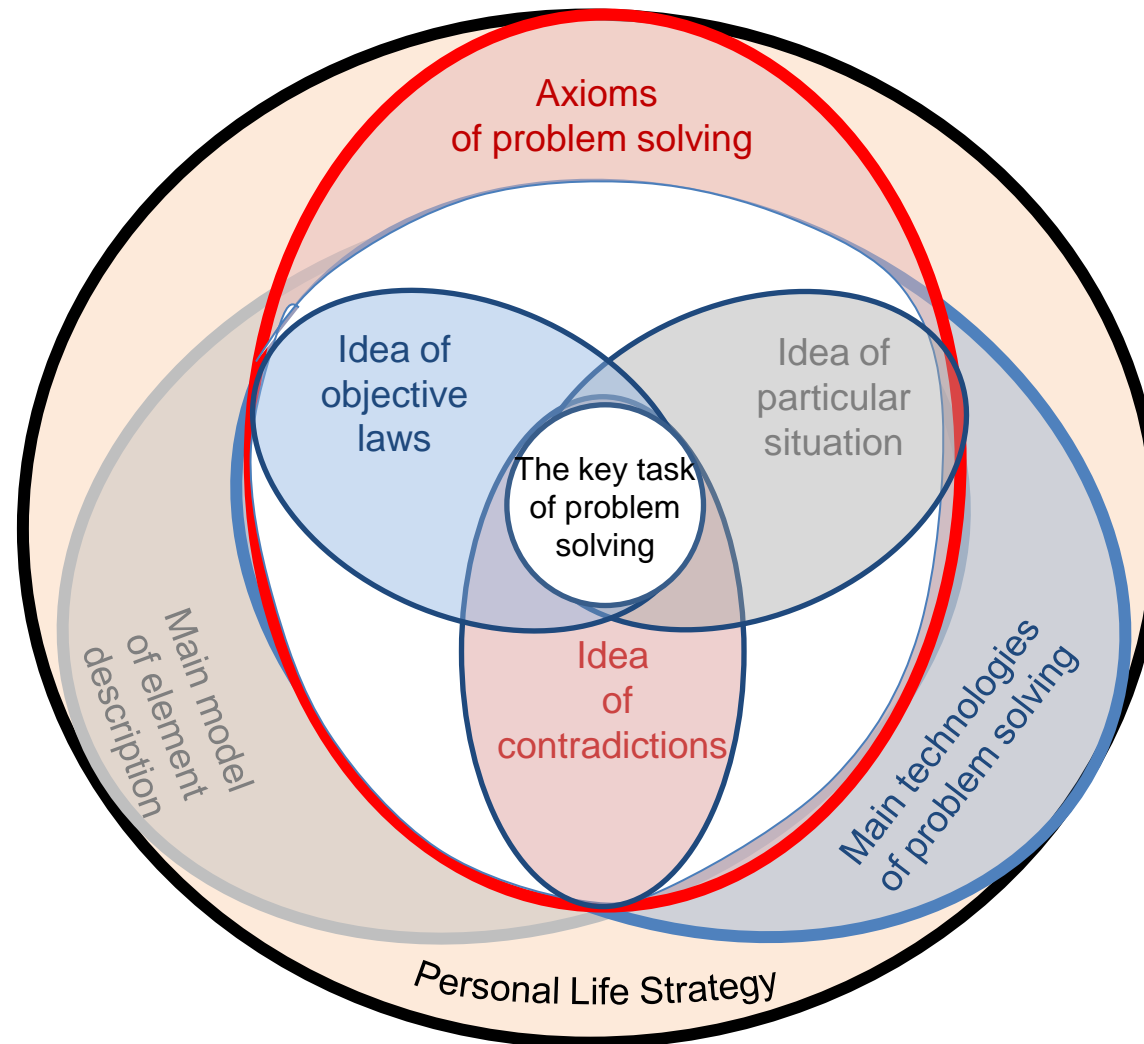 Axioms
of problem solving
Idea of
objective
laws
Idea of
particular
situation
The key task
of problem
solving
Idea
of
contradictions
Main model
of element
description
Main technologies
of problem solving
Personal Life Strategy